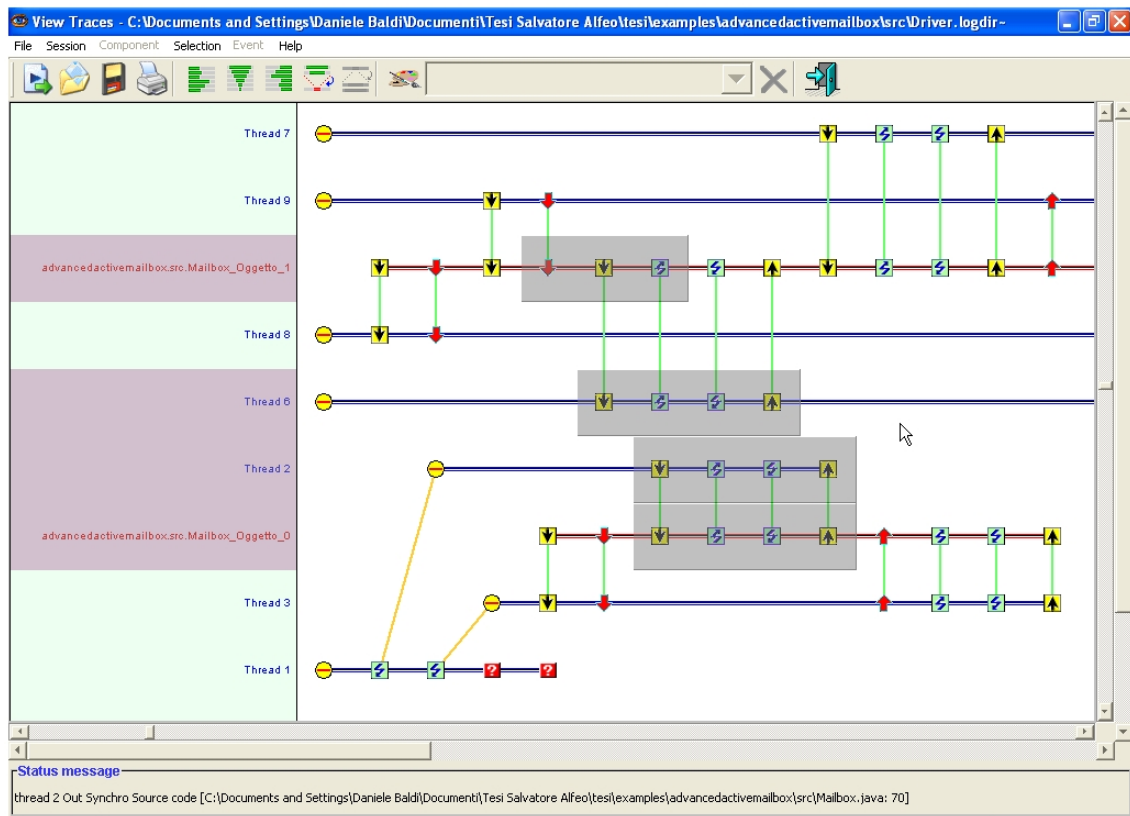 View Traces - C:\Documents and Settings\Daniele Baldi\Documenti\Tesi Salvatore Alfeo\tesi\examples\advancedactivemailbox\src\Driver.logdir~
File Session Component Selection Event Help
Thread 7
Thread 9
advancedactivemailbox.src.Mailbox_Oggetto_1
Thread 8
Thread 6
Thread 2
advancedactivemailbox.src.Mailbox_Oggetto_0
Thread 3
Thread 1
? ?
Status message
thread 2 Out Synchro Source code [C:\Documents and Settings\Daniele Baldi\Documenti\Tesi Salvatore Alfeo\tesi\examples\advancedactivemailbox\src\Mailbox.java: 70]